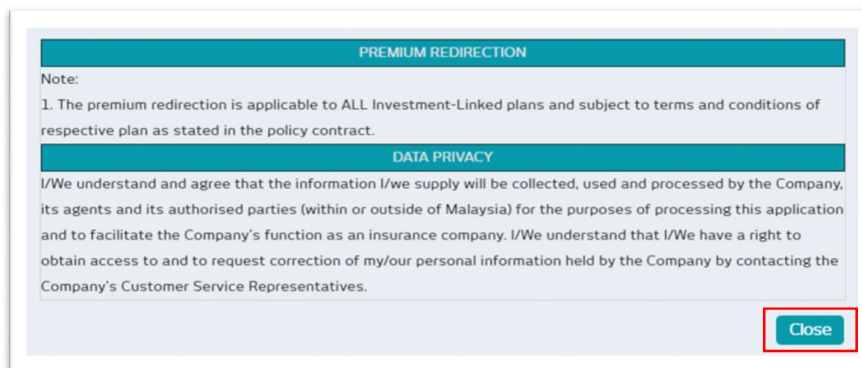 PREMIUM REDIRECTION
Note:
1. The premium redirection is applicable to ALL Investment-Linked plans and subject to terms and conditions of
respective plan as stated in the policy contract.
DATA PRIVACY
I/We understand and agree that the information I/we supply will be collected, used and processed by the Company,
its agents and its authorised parties (within or outside of Malaysia) for the purposes of processing this application
and to facilitate the Company's function as an insurance company. I/We understand that I/We have a right to
obtain access to and to request correction of my/our personal information held by the Company by contacting the
Company's Customer Service Representatives.
Close